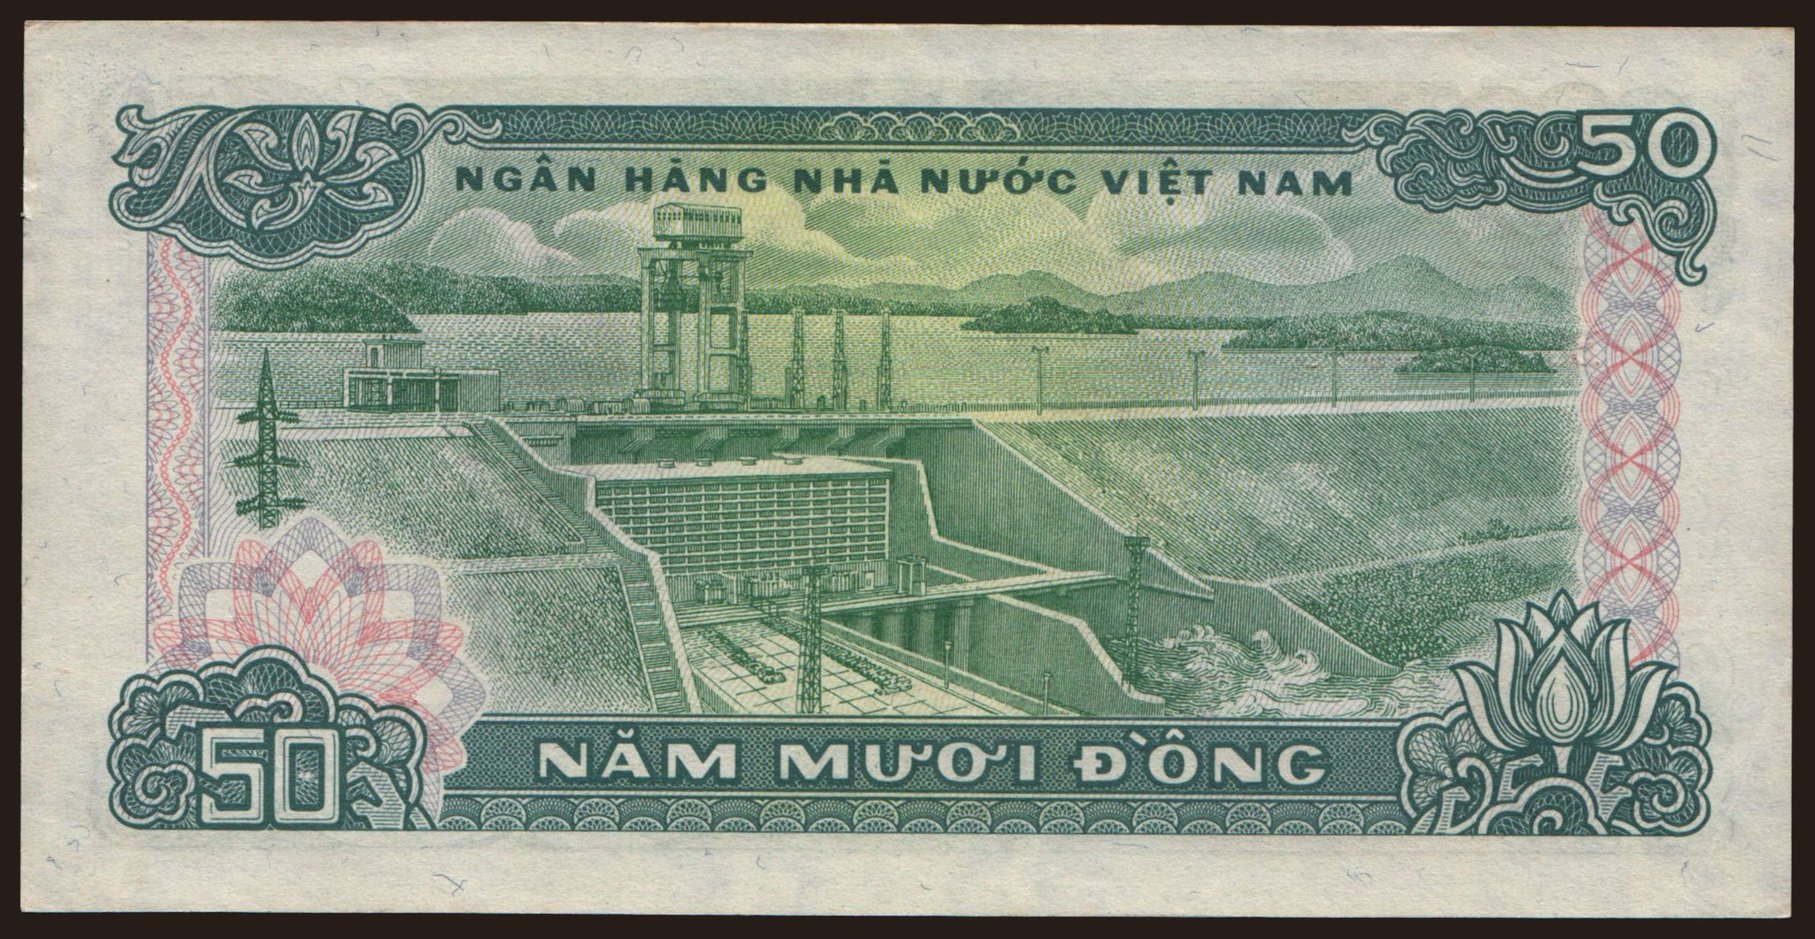 50
NGÂN HÀNG NHÀ NƯỚC VIỆT NAM
50
NĂM MƯƠI ĐỒNG